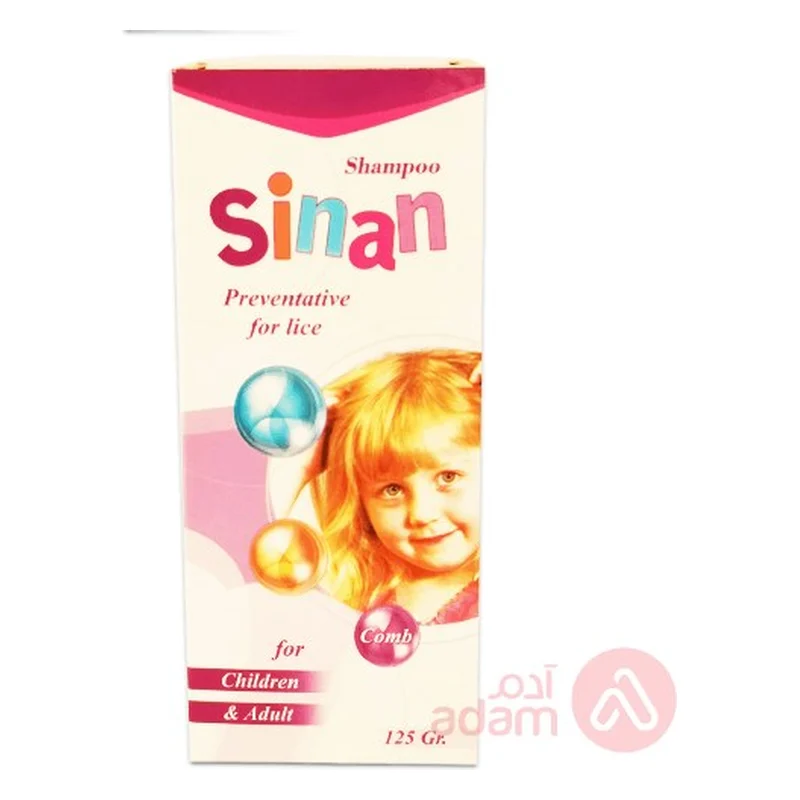 Shampoo
Sinan
Preventative
for lice
Comb
for
Children
& Adult
125 Gr.
آدم
adam